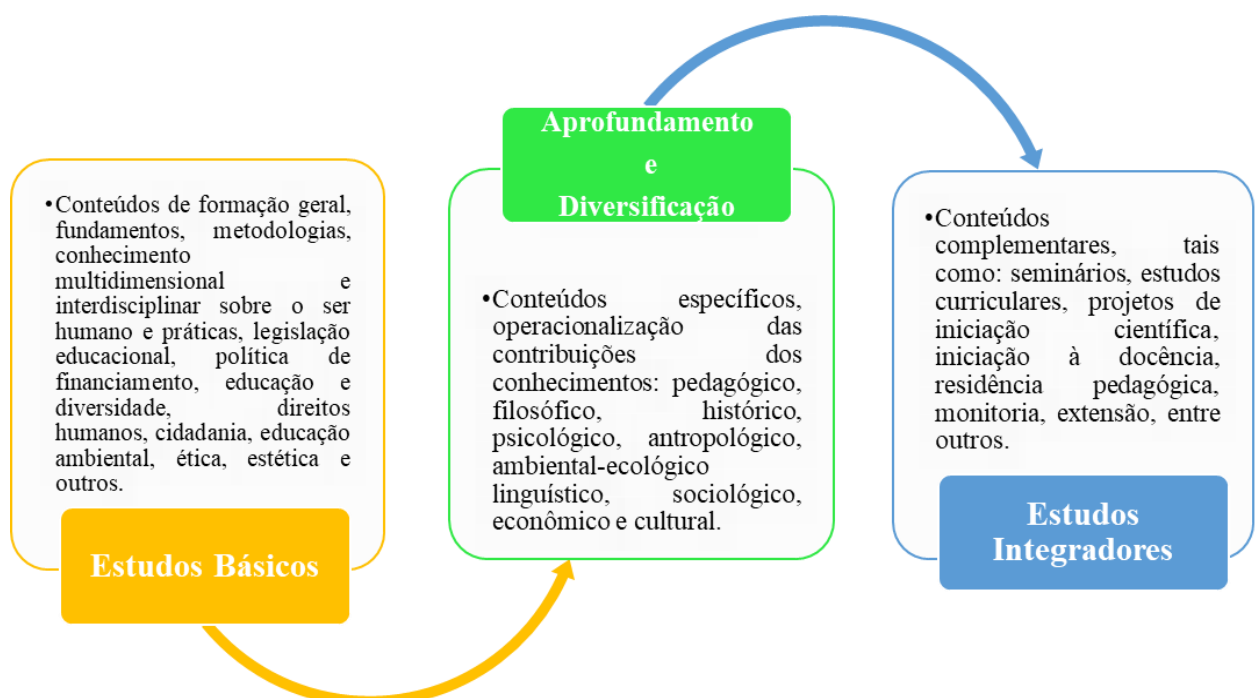 •Conteúdos de formação geral,
fundamentos, metodologias,
conhecimento
multidimensional e
interdisciplinar sobre o ser
humano e práticas, legislação
educacional, política de
financiamento, educação e
diversidade, direitos
humanos, cidadania, educação
ambiental, ética, estética e
outros.
Estudos Básicos
Aprofundamento
e
Diversificação
•Conteúdos específicos,
operacionalização das
contribuições dos
conhecimentos: pedagógico,
filosófico, histórico,
psicológico, antropológico,
ambiental-ecológico
linguístico, sociológico,
econômico e cultural.
•Conteúdos
complementares, tais
como: seminários, estudos
curriculares, projetos de
iniciação científica,
iniciação à docência,
residência pedagógica,
monitoria, extensão, entre
outros.
Estudos
Integradores